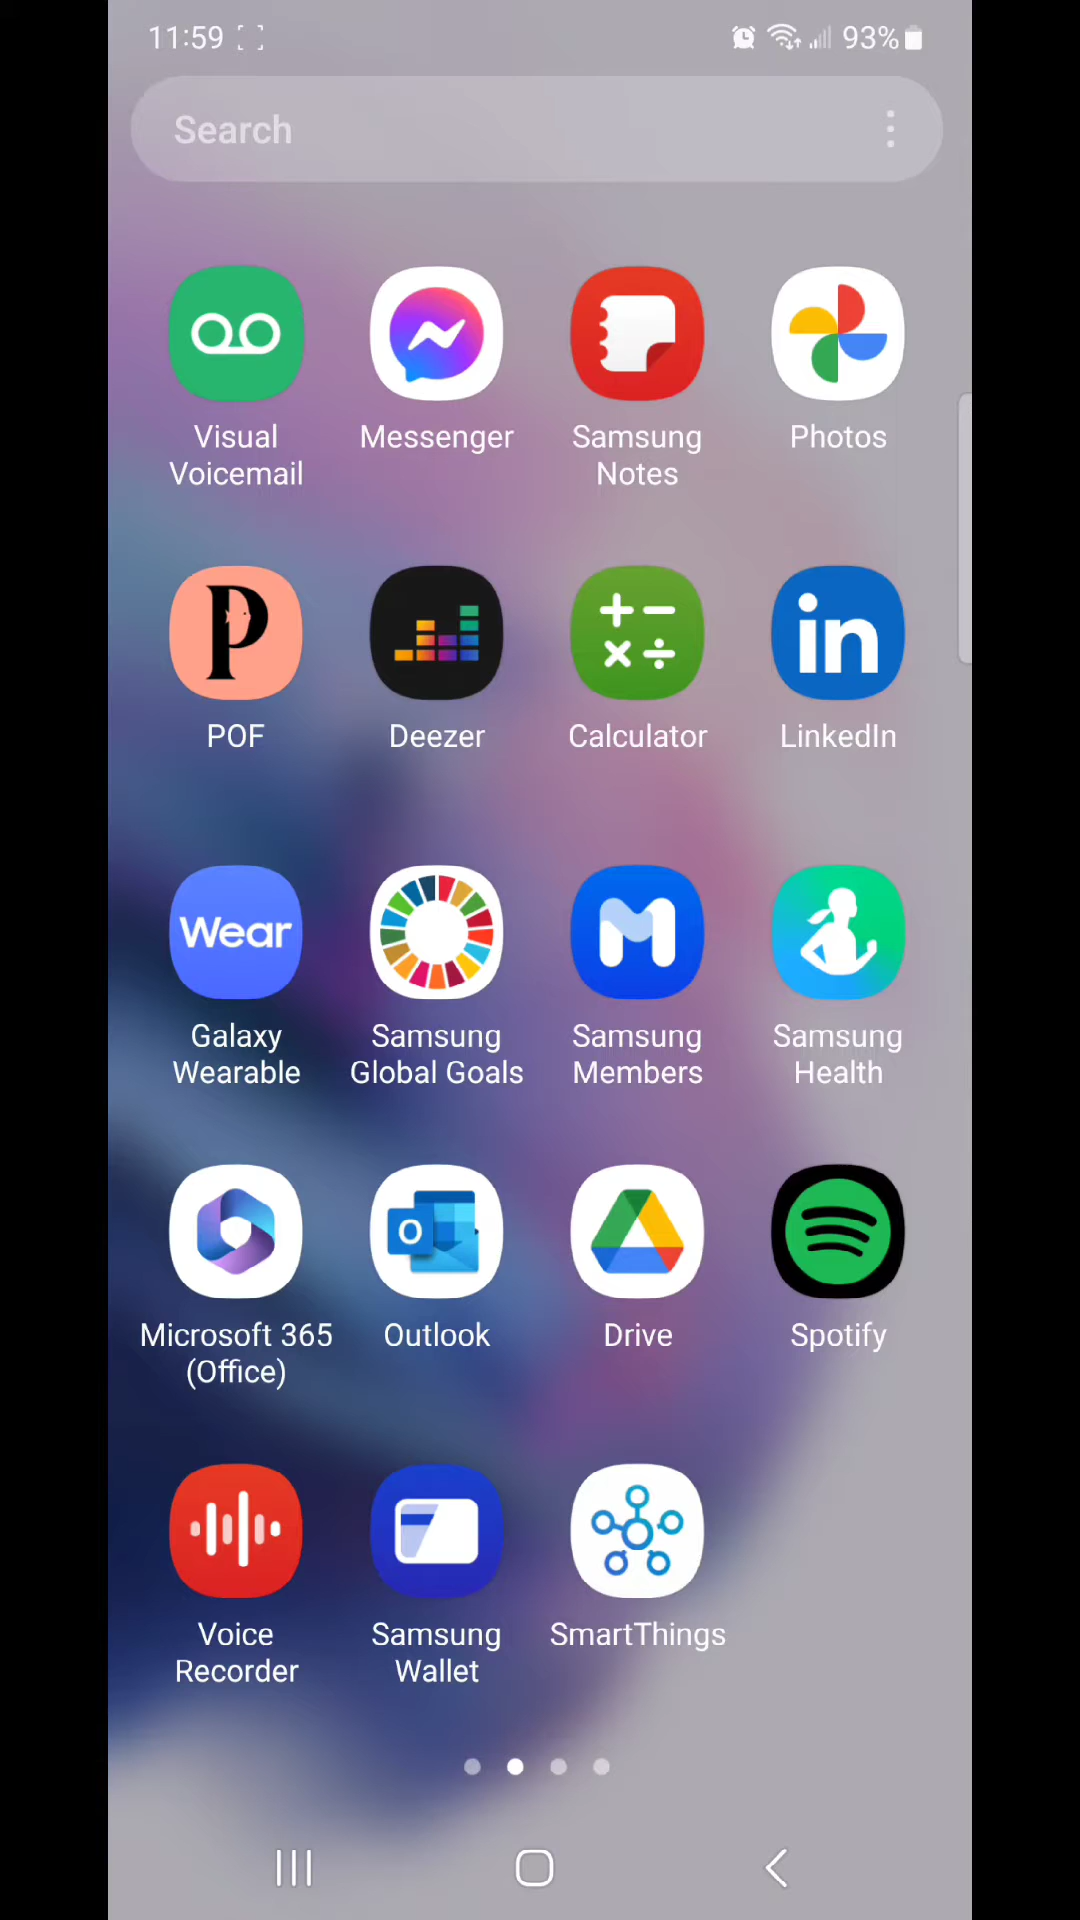 11:59 93%
Search
Visual Voicemail
Messenger
Samsung Notes
Photos
P
POF
Deezer
Calculator
in
LinkedIn
Wear
Galaxy Wearable
Samsung Global Goals
Samsung Members
Samsung Health
Microsoft 365 (Office)
O
Outlook
Drive
Spotify
Voice Recorder
Samsung Wallet
SmartThings